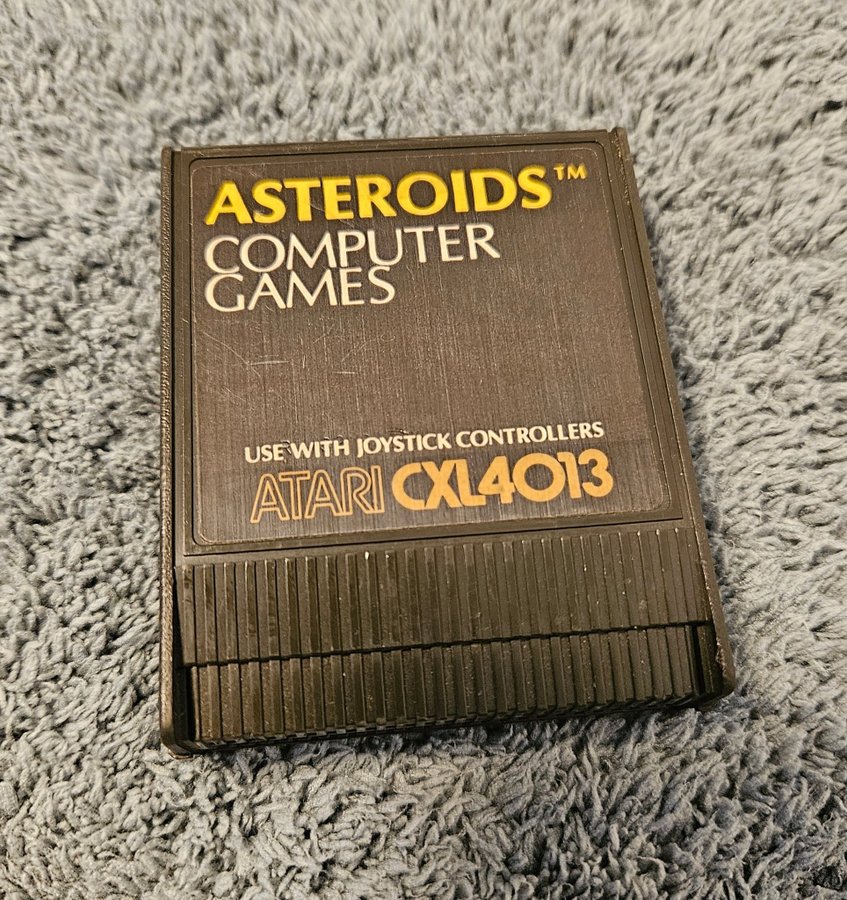 ASTEROIDS™
COMPUTER
GAMES
USE WITH JOYSTICK CONTROLLERS
ATARI CXL4013